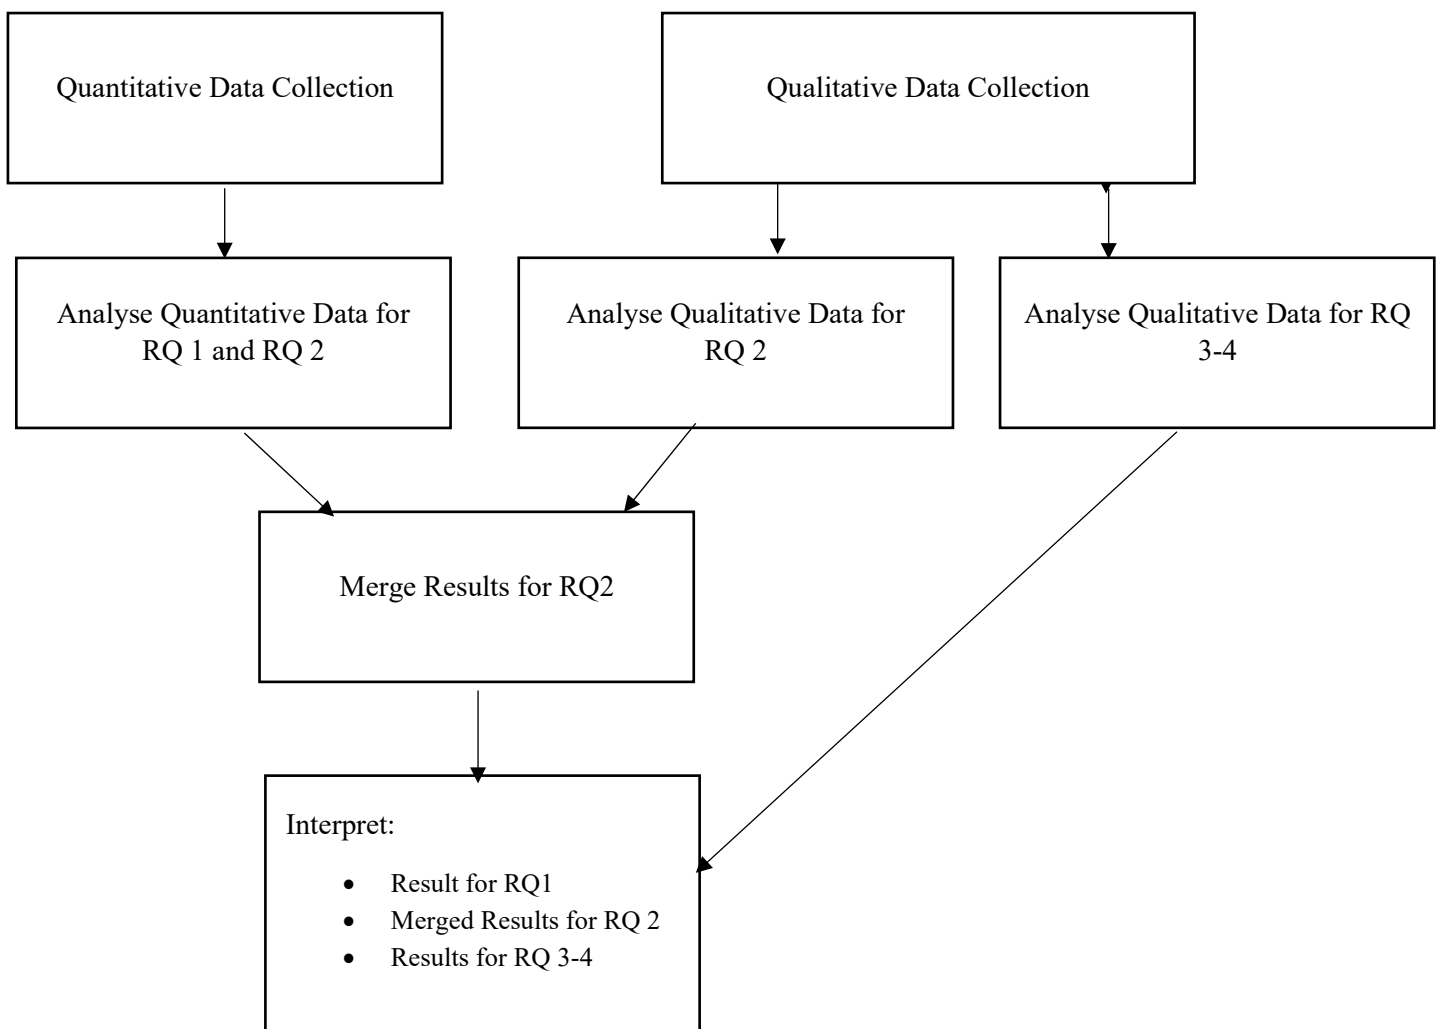 Quantitative Data Collection
Qualitative Data Collection
Analyse Quantitative Data for
RQ 1 and RQ 2
Analyse Qualitative Data for
RQ 2
Analyse Qualitative Data for RQ
3-4
Merge Results for RQ2
Interpret:
• Result for RQ1
• Merged Results for RQ 2
• Results for RQ 3-4